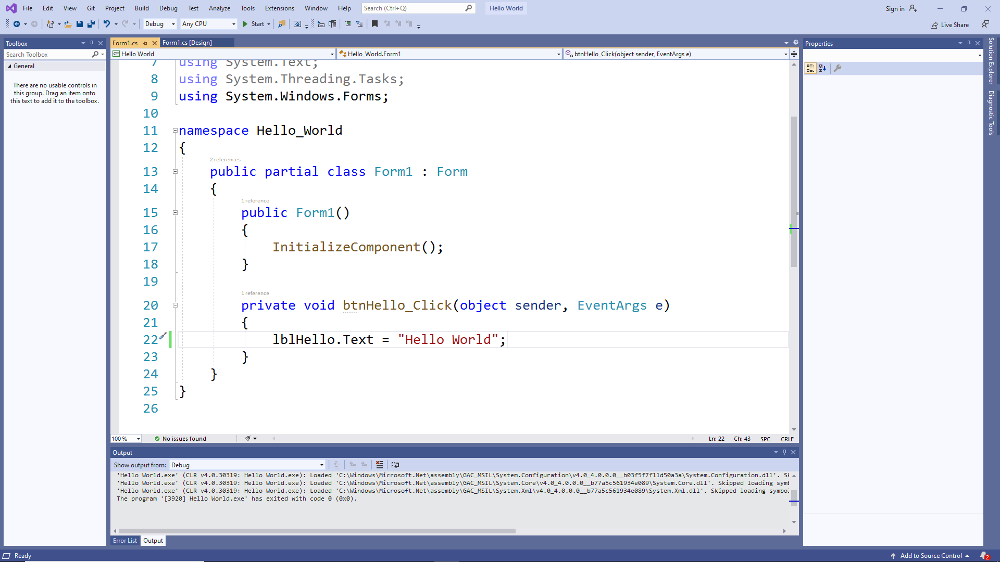 File Edit View Git Project Build Debug Test Analyze Tools Extensions Window Help Search (Ctrl+Q) Hello World Sign in
Debug Any CPU Start Live Share
Toolbox
Search Toolbox
General
There are no usable controls in
this group. Drag an item onto
this text to add it to the toolbox.
Form1.cs Form1.cs [Design]
C# Hello World Hello_World.Form1 btnHello_Click(object sender, EventArgs e)
7 using System.Text;
8 using System.Threading.Tasks;
9 using System.Windows.Forms;
10
11 namespace Hello_World
12 {
2 references
13 public partial class Form1 : Form
14 {
1 reference
15 public Form1()
16 {
17 InitializeComponent();
18 }
19
1 reference
20 private void btnHello_Click(object sender, EventArgs e)
21 {
22 lblHello.Text = "Hello World";
23 }
24 }
25 }
26
100 % No issues found Ln: 22 Ch: 43 SPC CRLF
Output
Show output from: Debug
'Hello World.exe' (CLR v4.0.30319: Hello World.exe): Loaded 'C:\Windows\Microsoft.Net\assembly\GAC_MSIL\System.Configuration\v4.0_4.0.0.0__b03f5f7f11d50a3a\System.Configuration.dll'.
'Hello World.exe' (CLR v4.0.30319: Hello World.exe): Loaded 'C:\Windows\Microsoft.Net\assembly\GAC_MSIL\System.Core\v4.0_4.0.0.0__b77a5c561934e089\System.Core.dll'. Skipped loading symb
'Hello World.exe' (CLR v4.0.30319: Hello World.exe): Loaded 'C:\Windows\Microsoft.Net\assembly\GAC_MSIL\System.Xml\v4.0_4.0.0.0__b77a5c561934e089\System.Xml.dll'. Skipped loading symbo
The program '[3920] Hello World.exe' has exited with code 0 (0x0).
Error List Output
Properties
Solution Explorer
Diagnostic Tools
Ready Add to Source Control 2